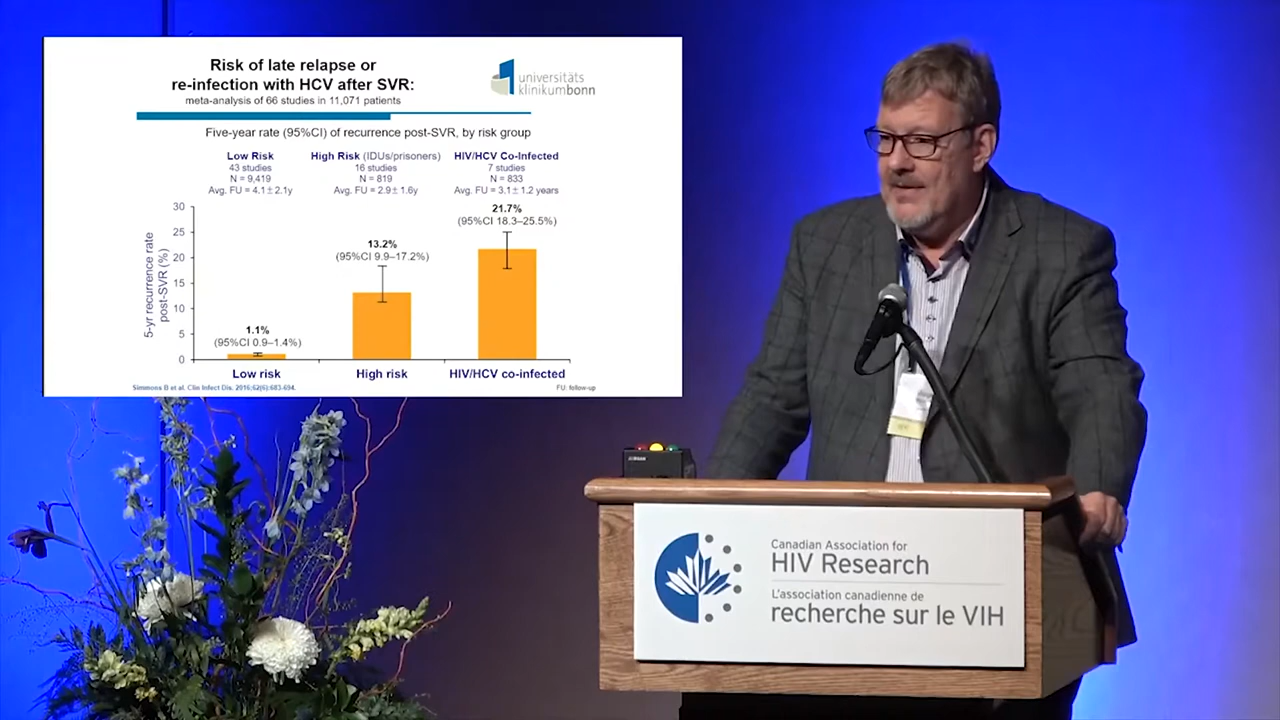 Risk of late relapse or
re-infection with HCV after SVR:
meta-analysis of 66 studies in 11,071 patients
universitäts
klinikumbonn
Five-year rate (95%CI) of recurrence post-SVR, by risk group
Low Risk
43 studies
N = 9,419
Avg. FU = 4.1±2.1y
High Risk (IDUs/prisoners)
16 studies
N = 819
Avg. FU = 2.9±1.6y
HIV/HCV Co-Infected
7 studies
N = 833
Avg. FU = 3.1±1.2 years
5-yr recurrence rate
post-SVR (%)
30
25
20
15
10
5
0
1.1%
(95%CI 0.9–1.4%)
13.2%
(95%CI 9.9–17.2%)
21.7%
(95%CI 18.3–25.5%)
Low risk
High risk
HIV/HCV co-infected
Simmons B et al. Clin Infect Dis. 2016;62(6):683-694.
FU: follow-up
Canadian Association for
HIV Research
L'association canadienne de
recherche sur le VIH